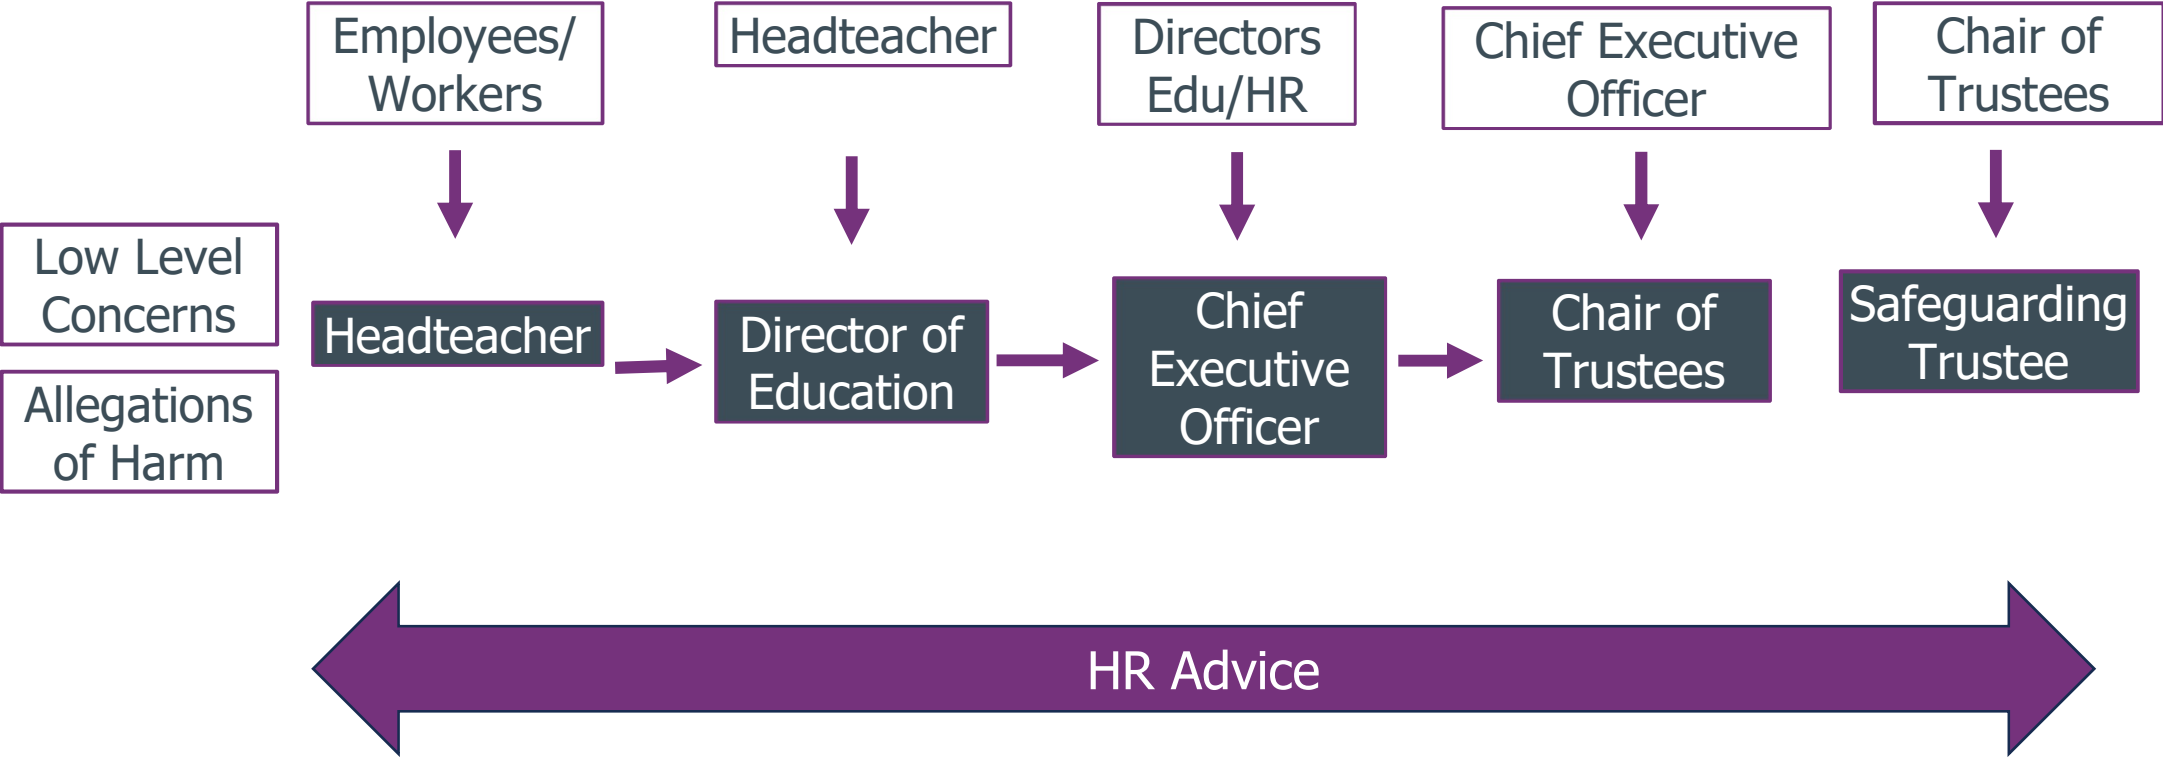 Employees/
Workers
Headteacher
Directors
Edu/HR
Chief Executive
Officer
Chair of
Trustees
Low Level
Concerns
Allegations
of Harm
Headteacher
Director of
Education
Chief
Executive
Officer
Chair of
Trustees
Safeguarding
Trustee
HR Advice